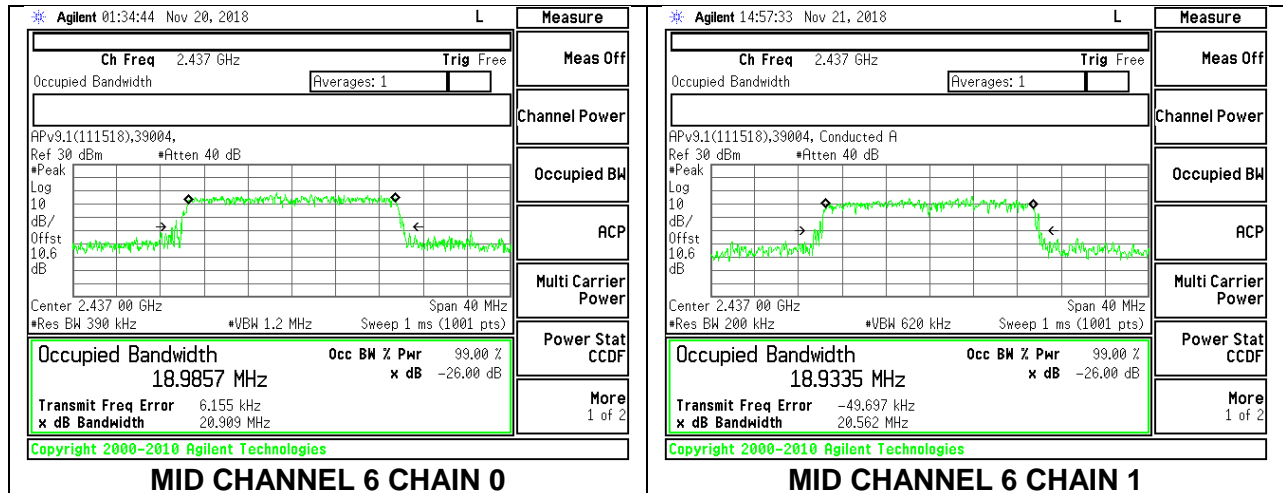 Agilent 01:34:44 Nov 20, 2018 L
Measure
Ch Freq 2.437 GHz Trig Free
Occupied Bandwidth Averages: 1
APv9.1(111518),39004,
Ref 30 dBm #Atten 40 dB
#Peak
Log
10
dB/
Offst
10.6
dB
Center 2.437 00 GHz Span 40 MHz
#Res BW 390 kHz #VBW 1.2 MHz Sweep 1 ms (1001 pts)
Occupied Bandwidth Occ BW % Pwr 99.00 %
18.9857 MHz x dB -26.00 dB
Transmit Freq Error 6.155 kHz
x dB Bandwidth 20.909 MHz
Copyright 2000-2010 Agilent Technologies
Meas Off
Channel Power
Occupied BW
ACP
Multi Carrier
Power
Power Stat
CCDF
More
1 of 2
MID CHANNEL 6 CHAIN 0
Agilent 14:57:33 Nov 21, 2018 L
Measure
Ch Freq 2.437 GHz Trig Free
Occupied Bandwidth Averages: 1
APv9.1(111518),39004, Conducted A
Ref 30 dBm #Atten 40 dB
#Peak
Log
10
dB/
Offst
10.6
dB
Center 2.437 00 GHz Span 40 MHz
#Res BW 200 kHz #VBW 620 kHz Sweep 1 ms (1001 pts)
Occupied Bandwidth Occ BW % Pwr 99.00 %
18.9335 MHz x dB -26.00 dB
Transmit Freq Error -49.697 kHz
x dB Bandwidth 20.562 MHz
Copyright 2000-2010 Agilent Technologies
Meas Off
Channel Power
Occupied BW
ACP
Multi Carrier
Power
Power Stat
CCDF
More
1 of 2
MID CHANNEL 6 CHAIN 1